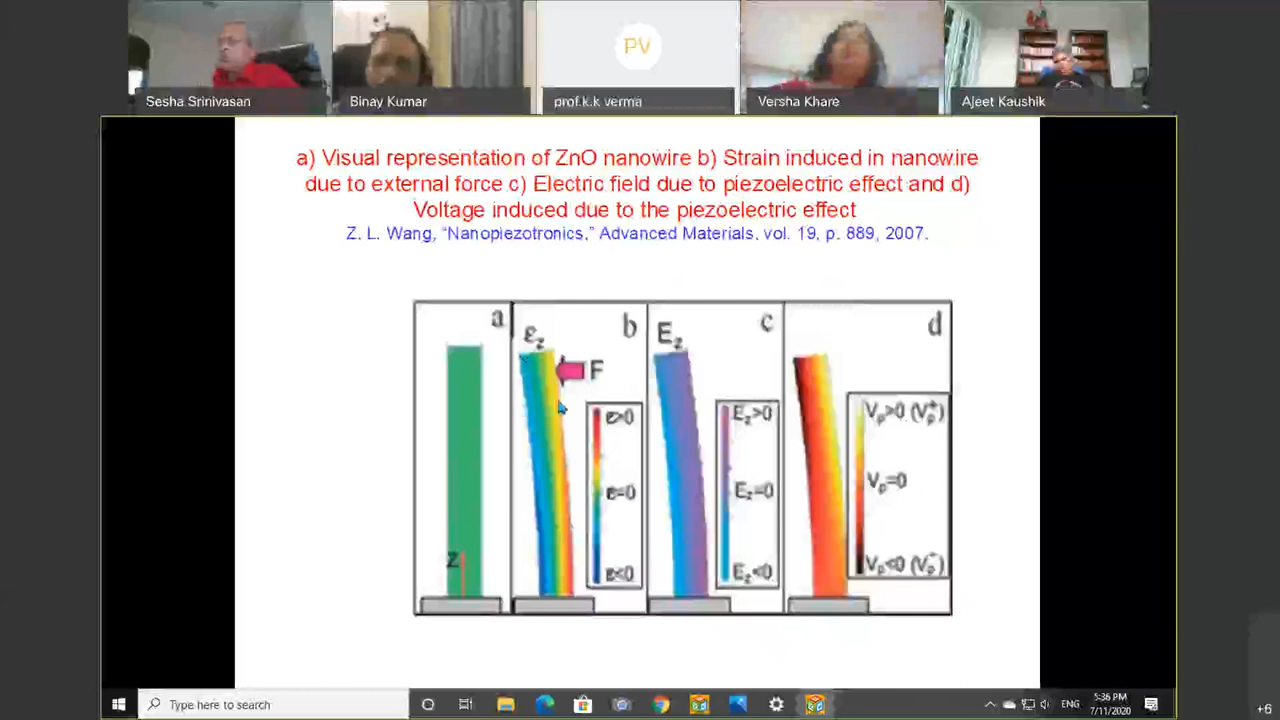 PV
Sesha Srinivasan
Binay Kumar
prof.k.k verma
Versha Khare
Ajeet Kaushik
a) Visual representation of ZnO nanowire b) Strain induced in nanowire
due to external force c) Electric field due to piezoelectric effect and d)
Voltage induced due to the piezoelectric effect
Z. L. Wang, “Nanopiezotronics,” Advanced Materials, vol. 19, p. 889, 2007.
a
Z
εz
b
F
ε>0
ε=0
ε<0
Ez
c
Ez>0
Ez=0
Ez<0
d
Vp>0 (Vp+)
Vp=0
Vp<0 (Vp-)
Type here to search
ENG
5:36 PM
7/11/2020
+6